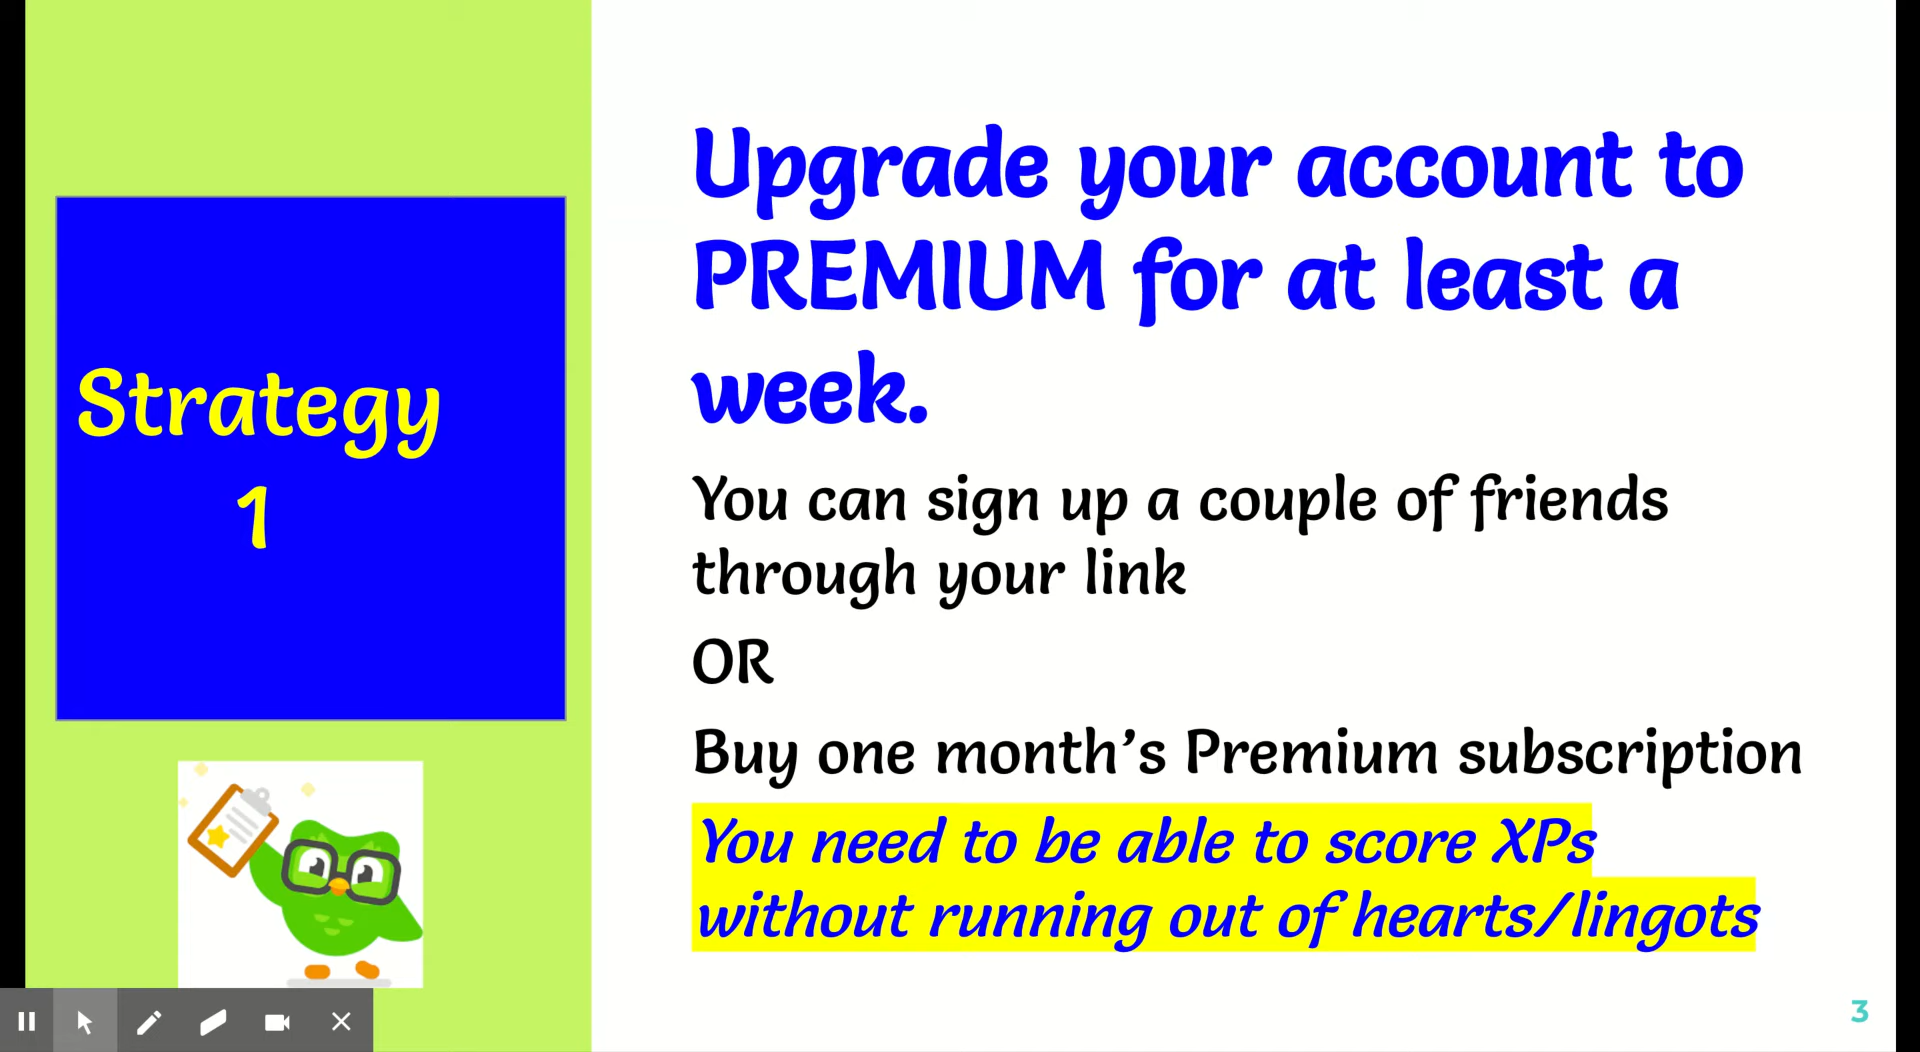 Strategy
1
Upgrade your account to
PREMIUM for at least a
week.
You can sign up a couple of friends
through your link
OR
Buy one month’s Premium subscription
You need to be able to score XPs
without running out of hearts/lingots
3